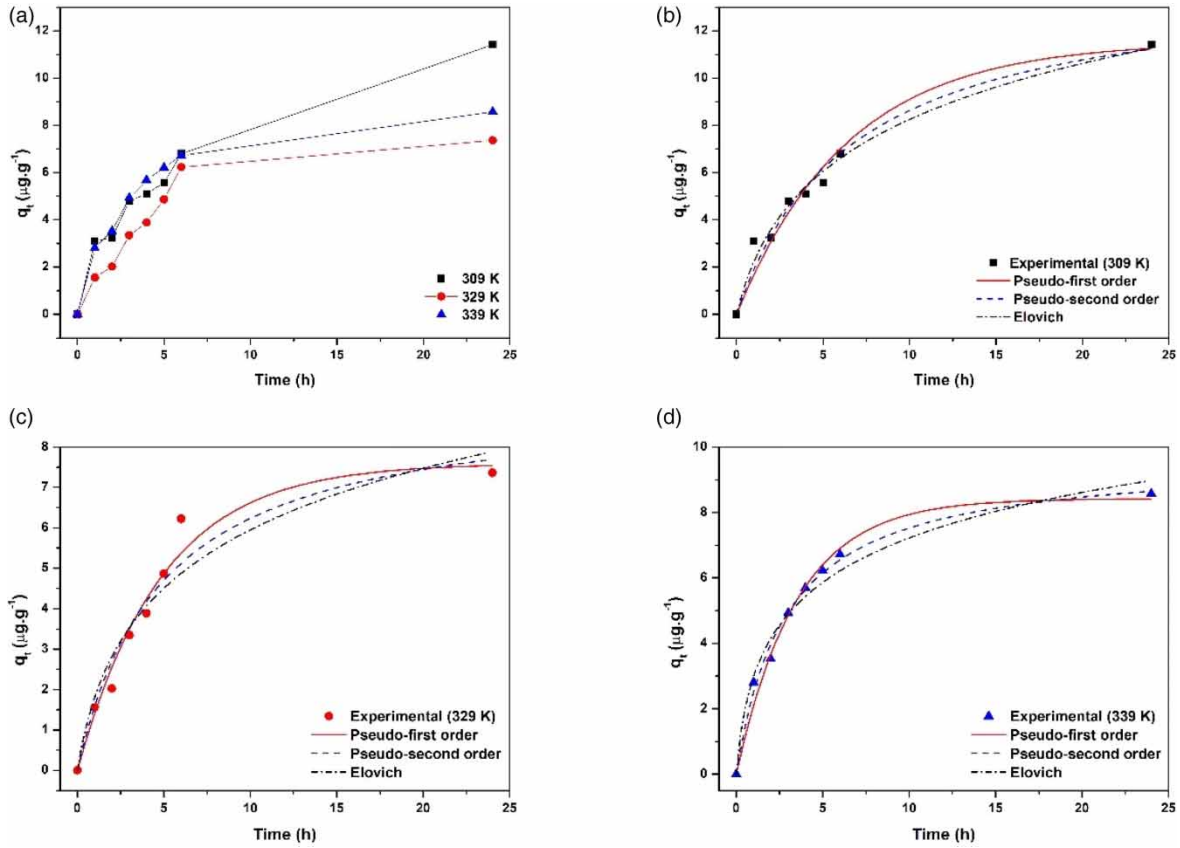 (a)
12
10
8
6
4
2
0
qt (μg.g-1)
309 K
329 K
339 K
0 5 10 15 20 25
Time (h)
(b)
12
10
8
6
4
2
0
qt (μg.g-1)
Experimental (309 K)
Pseudo-first order
Pseudo-second order
Elovich
0 5 10 15 20 25
Time (h)
(c)
8
7
6
5
4
3
2
1
0
qt (μg.g-1)
Experimental (329 K)
Pseudo-first order
Pseudo-second order
Elovich
0 5 10 15 20 25
Time (h)
(d)
10
8
6
4
2
0
qt (μg.g-1)
Experimental (339 K)
Pseudo-first order
Pseudo-second order
Elovich
0 5 10 15 20 25
Time (h)